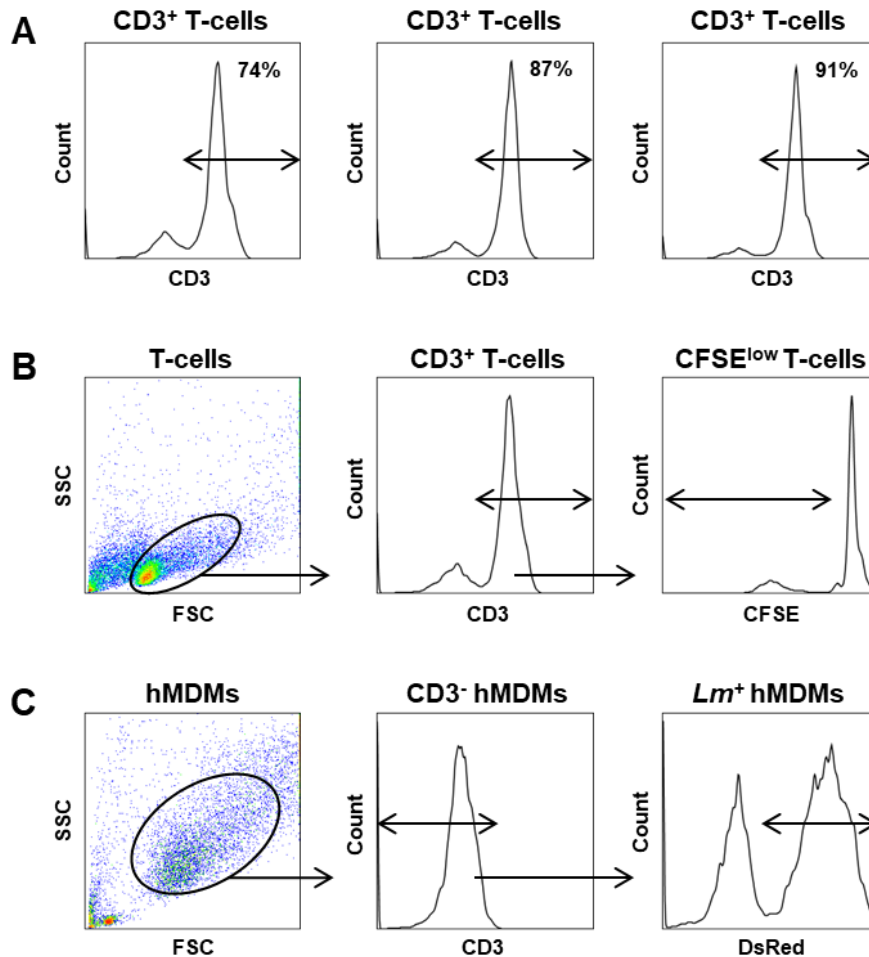 A
CD3⁺ T-cells
CD3⁺ T-cells
CD3⁺ T-cells
74%
87%
91%
Count
Count
Count
CD3
CD3
CD3
B
T-cells
CD3⁺ T-cells
CFSEˡᵒʷ T-cells
SSC
Count
Count
FSC
CD3
CFSE
C
hMDMs
CD3⁻ hMDMs
Lm⁺ hMDMs
SSC
Count
Count
FSC
CD3
DsRed